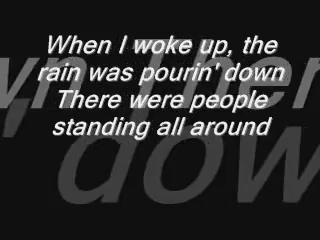 When I woke up, the
rain was pourin' down
There were people
standing all around